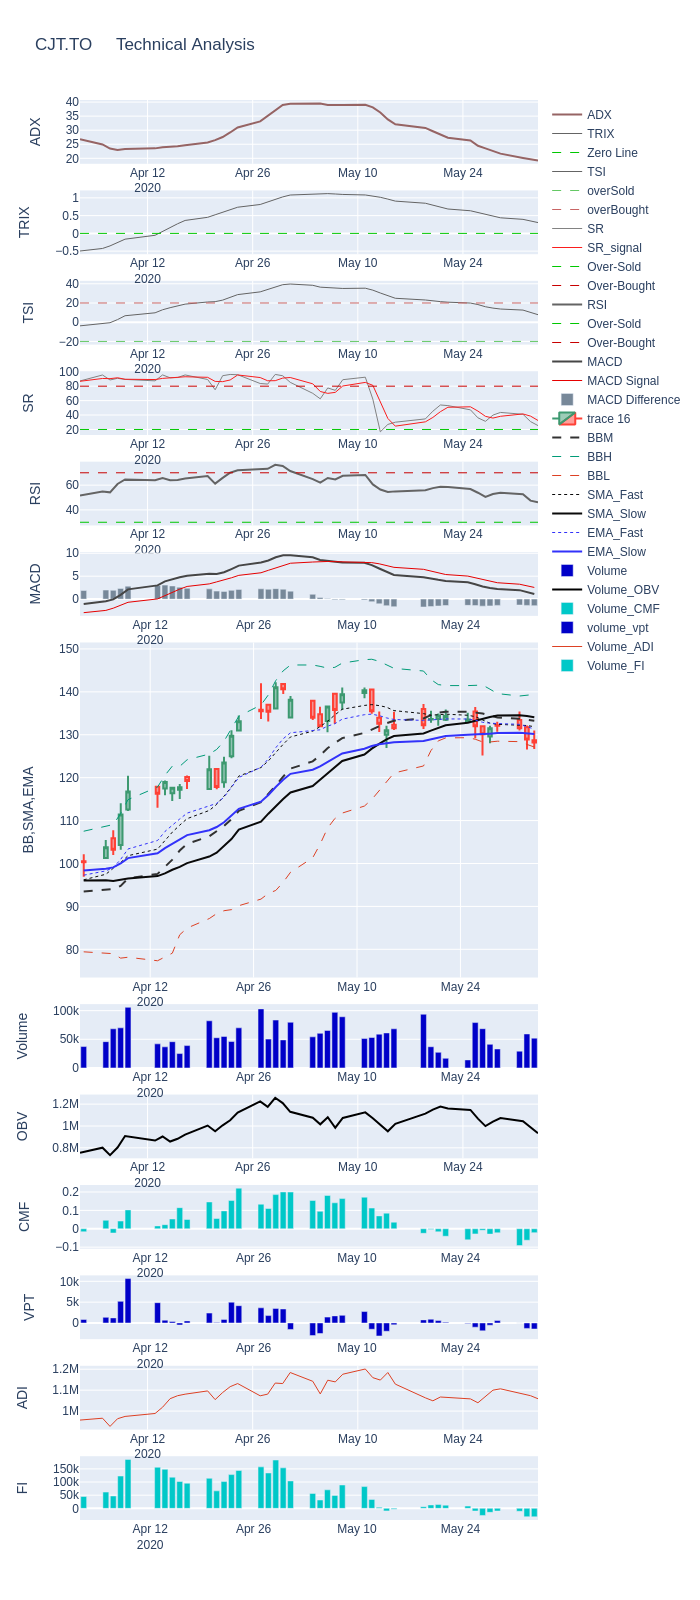 CJT.TO Technical Analysis
ADX
40
35
30
25
20
Apr 12
2020
Apr 26
May 10
May 24
TRIX
1
0.5
0
−0.5
Apr 12
2020
Apr 26
May 10
May 24
TSI
40
20
0
−20
Apr 12
2020
Apr 26
May 10
May 24
SR
100
80
60
40
20
Apr 12
2020
Apr 26
May 10
May 24
RSI
60
40
Apr 12
2020
Apr 26
May 10
May 24
MACD
10
5
0
Apr 12
2020
Apr 26
May 10
May 24
BB,SMA,EMA
150
140
130
120
110
100
90
80
Apr 12
2020
Apr 26
May 10
May 24
Volume
100k
50k
0
Apr 12
2020
Apr 26
May 10
May 24
OBV
1.2M
1M
0.8M
Apr 12
2020
Apr 26
May 10
May 24
CMF
0.2
0.1
0
−0.1
Apr 12
2020
Apr 26
May 10
May 24
VPT
10k
5k
0
Apr 12
2020
Apr 26
May 10
May 24
ADI
1.2M
1.1M
1M
Apr 12
2020
Apr 26
May 10
May 24
FI
150k
100k
50k
0
Apr 12
2020
Apr 26
May 10
May 24
ADX
TRIX
Zero Line
TSI
overSold
overBought
SR
SR_signal
Over-Sold
Over-Bought
RSI
Over-Sold
Over-Bought
MACD
MACD Signal
MACD Difference
trace 16
BBM
BBH
BBL
SMA_Fast
SMA_Slow
EMA_Fast
EMA_Slow
Volume
Volume_OBV
Volume_CMF
volume_vpt
Volume_ADI
Volume_FI